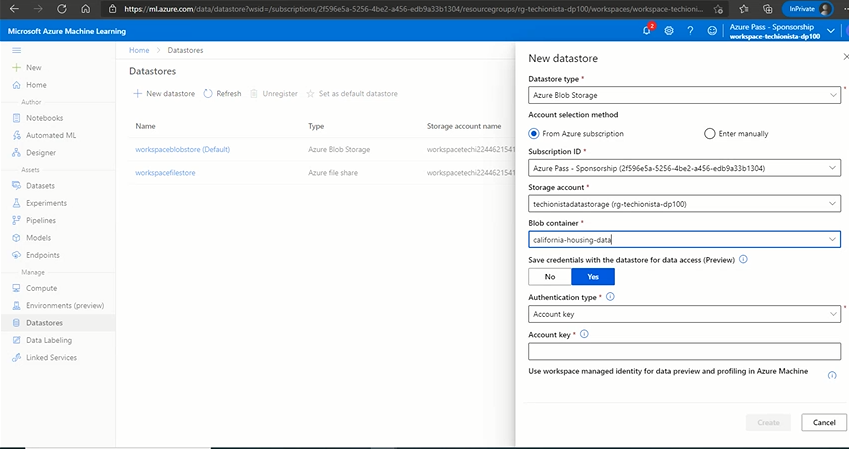 https://ml.azure.com/data/datastore?wsid=/subscriptions/2f596e5a-5256-4be2-a456-edb9a33b1304/resourcegroups/rg-techionista-dp100/workspaces/workspace-techioni...
InPrivate
Microsoft Azure Machine Learning
2
Azure Pass - Sponsorship
workspace-techionista-dp100
New
Home
Author
Notebooks
Automated ML
Designer
Assets
Datasets
Experiments
Pipelines
Models
Endpoints
Manage
Compute
Environments (preview)
Datastores
Data Labeling
Linked Services
Home > Datastores
Datastores
New datastore Refresh Unregister Set as default datastore
Name Type Storage account name
workspaceblobstore (Default) Azure Blob Storage workspacetechi2244621541
workspacefilestore Azure file share workspacetechi2244621541
New datastore
Datastore type *
Azure Blob Storage
Account selection method
From Azure subscription Enter manually
Subscription ID *
Azure Pass - Sponsorship (2f596e5a-5256-4be2-a456-edb9a33b1304)
Storage account *
techionistadatastorage (rg-techionista-dp100)
Blob container *
california-housing-data
Save credentials with the datastore for data access (Preview)
No Yes
Authentication type *
Account key
Account key *
Use workspace managed identity for data preview and profiling in Azure Machine
Create Cancel